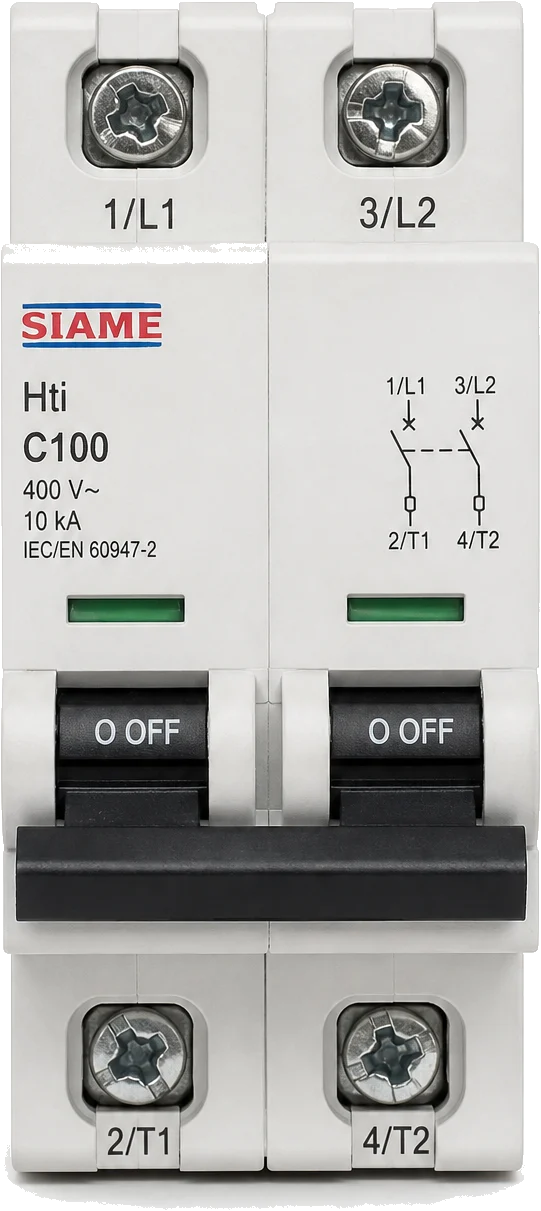 1/L1
3/L2
SIAME
Hti
C100
400 V~
10 kA
IEC/EN 60947-2
1/L1 3/L2
2/T1 4/T2
O OFF
O OFF
2/T1
4/T2